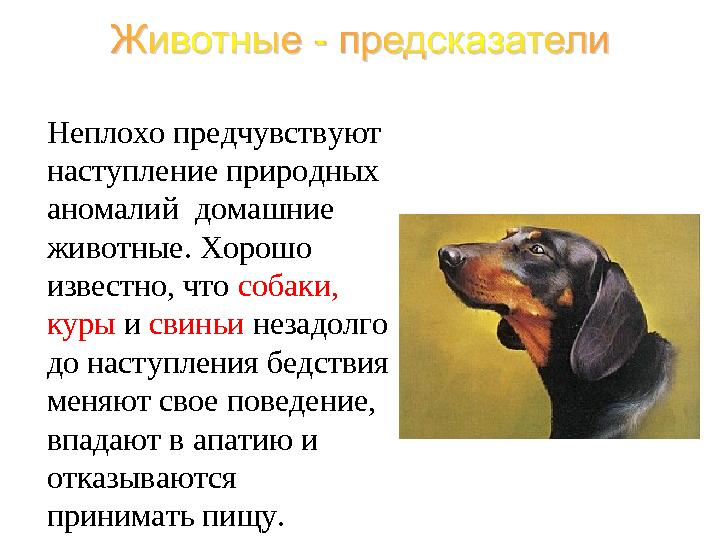 Животные - предсказатели
Неплохо предчувствуют
наступление природных
аномалий домашние
животные. Хорошо
известно, что собаки,
куры и свиньи незадолго
до наступления бедствия
меняют свое поведение,
впадают в апатию и
отказываются
принимать пищу.